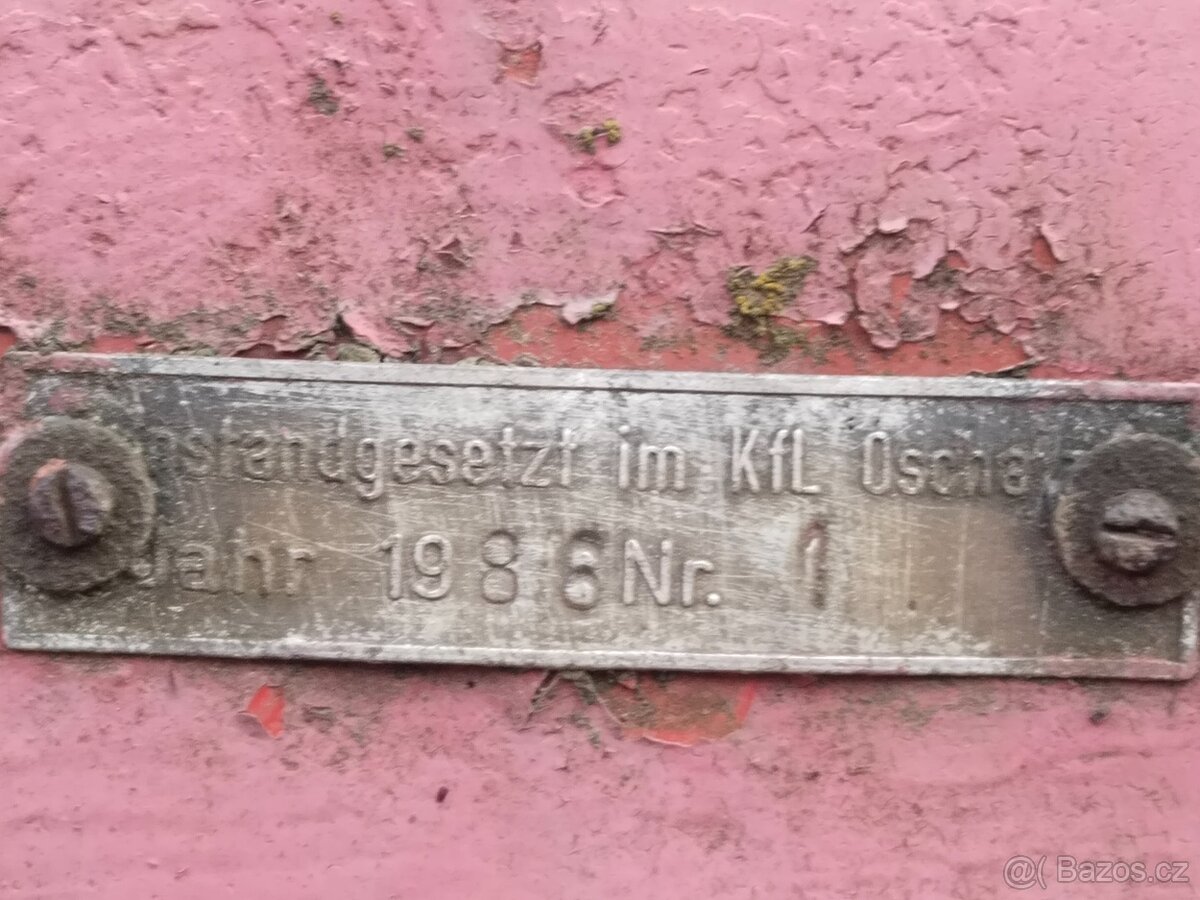 nstandgesetzt im KfL Oscha
Jahr 1986 Nr. 1
@( Bazos.cz